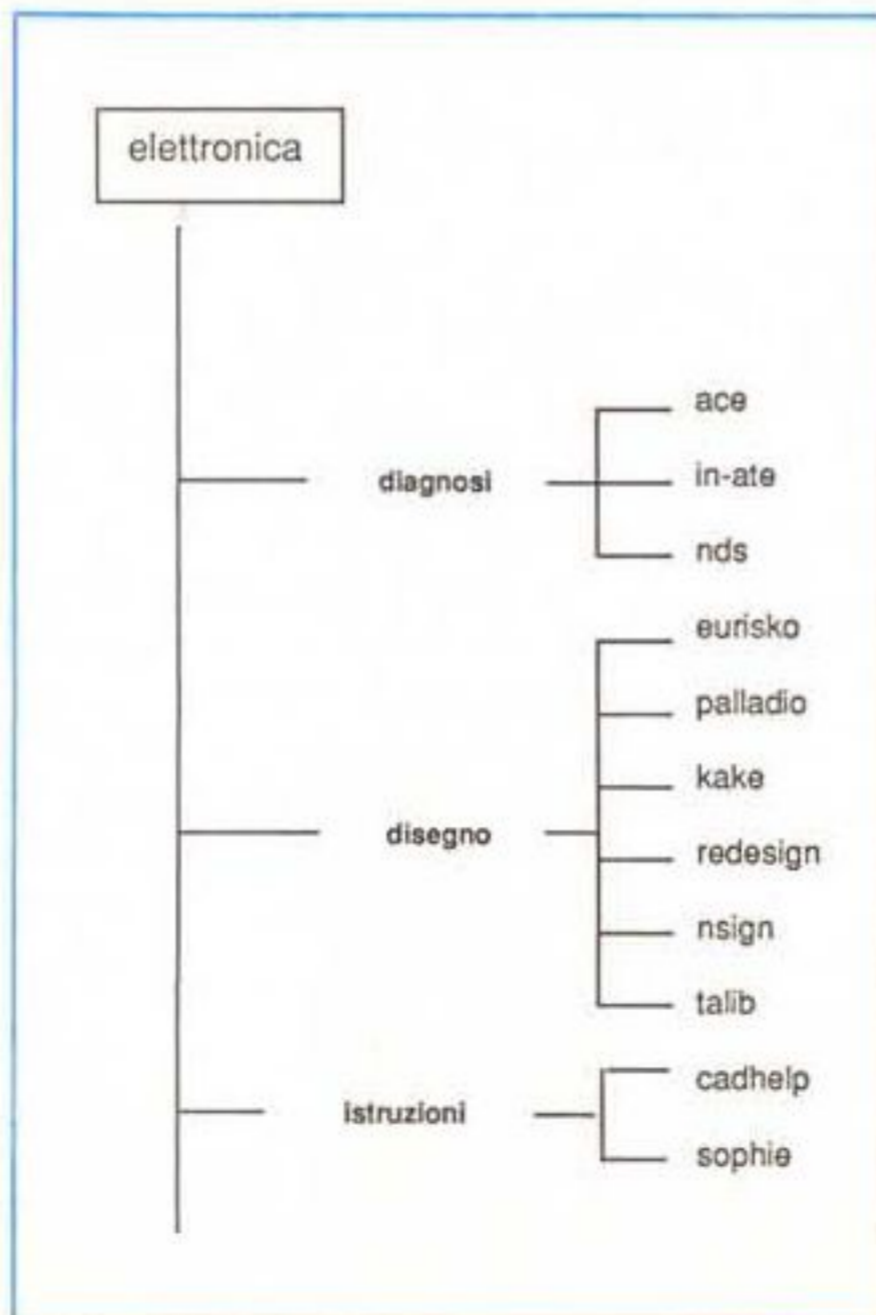 elettronica
ace
diagnosi
in-ate
nds
eurisko
palladio
kake
disegno
redesign
nsign
talib
cadhelp
istruzioni
sophie